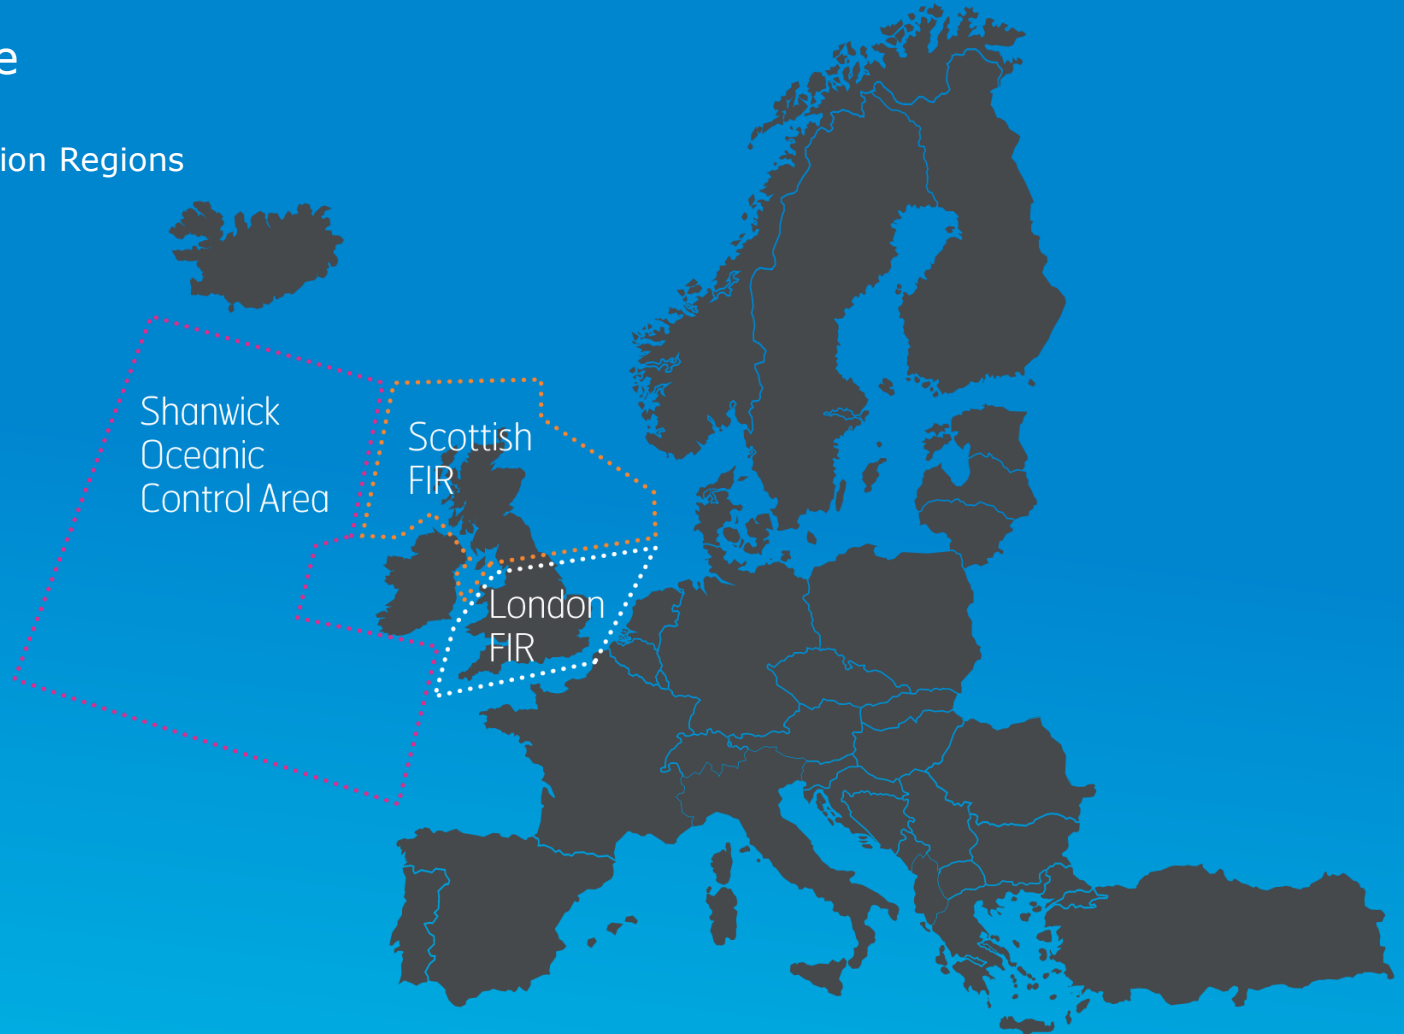 e
ion Regions
Shanwick
Oceanic
Control Area
Scottish
FIR
London
FIR